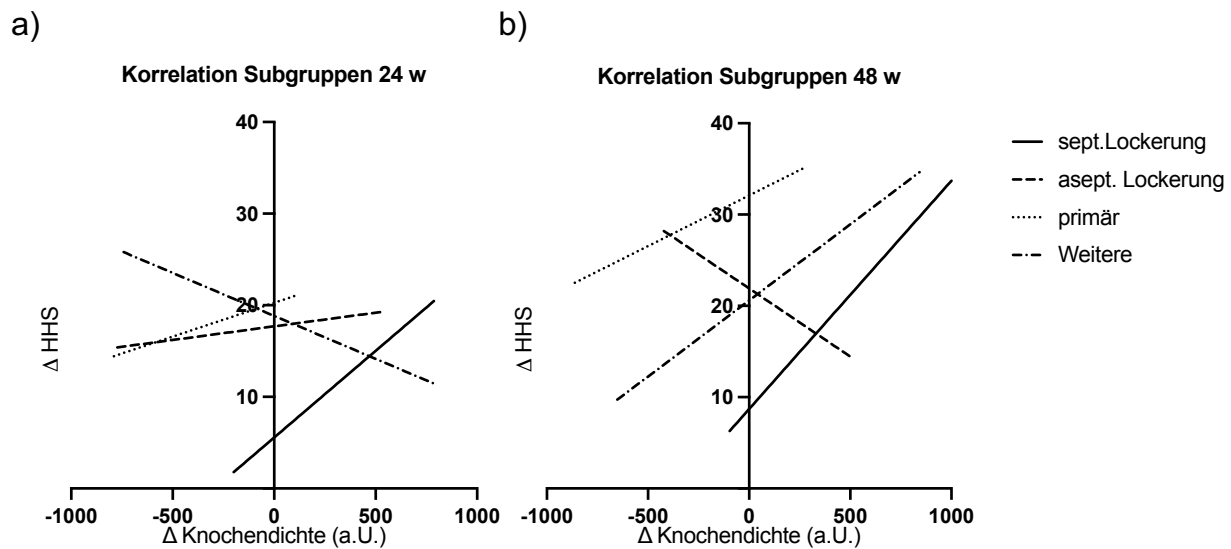 a)
Korrelation Subgruppen 24 w
Δ HHS
40
30
20
10
-1000 -500 0 500 1000
Δ Knochendichte (a.U.)
b)
Korrelation Subgruppen 48 w
Δ HHS
40
30
20
10
-1000 -500 0 500 1000
Δ Knochendichte (a.U.)
sept.Lockerung
asept. Lockerung
primär
Weitere